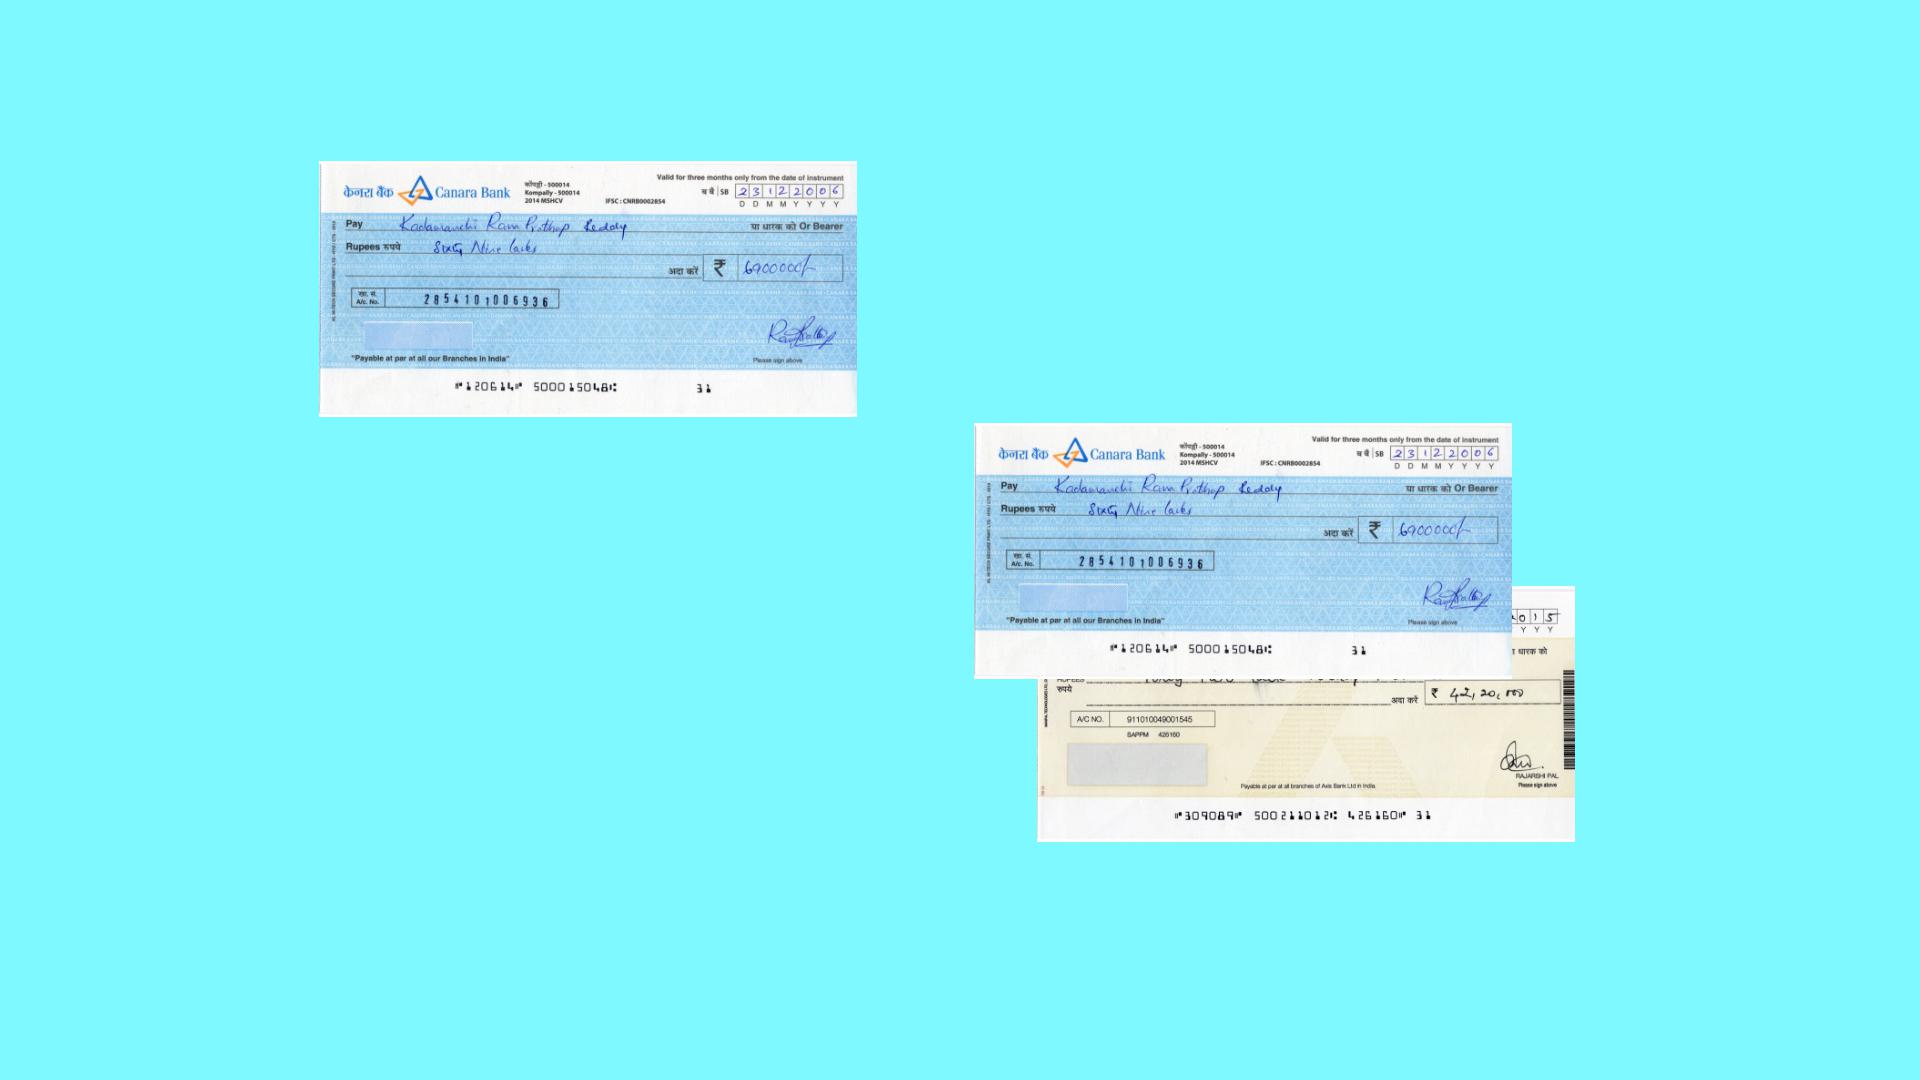 Valid for three months only from the date of instrument
केनरा बैंक Canara Bank
कोंपल्ली - 500014
Kompally - 500014
2014 MSHCV
IFSC : CNRB0002854
SB 2 3 1 2 2 0 0 6
D D M M Y Y Y Y
Pay Kadamanchi Ram Prthap Reddy या धारक को Or Bearer
Rupees रुपये Sixty Nine lacks
अदा करें ₹ 6900000/-
खा. सं.
A/c. No. 2854101006936
"Payable at par at all our Branches in India"
Please sign above
⑈120614⑈ 500015048⑆ 31
Valid for three months only from the date of instrument
केनरा बैंक Canara Bank
कोंपल्ली - 500014
Kompally - 500014
2014 MSHCV
IFSC : CNRB0002854
SB 2 3 1 2 2 0 0 6
D D M M Y Y Y Y
Pay Kadamanchi Ram Prthap Reddy या धारक को Or Bearer
Rupees रुपये Sixty Nine lacks
अदा करें ₹ 6900000/-
खा. सं.
A/c. No. 2854101006936
"Payable at par at all our Branches in India"
Please sign above
⑈120614⑈ 500015048⑆ 31
0 1 5
Y Y Y
धारक को
रुपये
अदा करें ₹ 42,20,000
A/C NO. 911010049001545
SAPPM 426160
RAJARSHI PAL
Payable at par at all branches of Axis Bank Ltd in India.
Please sign above
⑈309089⑈ 500211012⑆ 426160⑈ 31